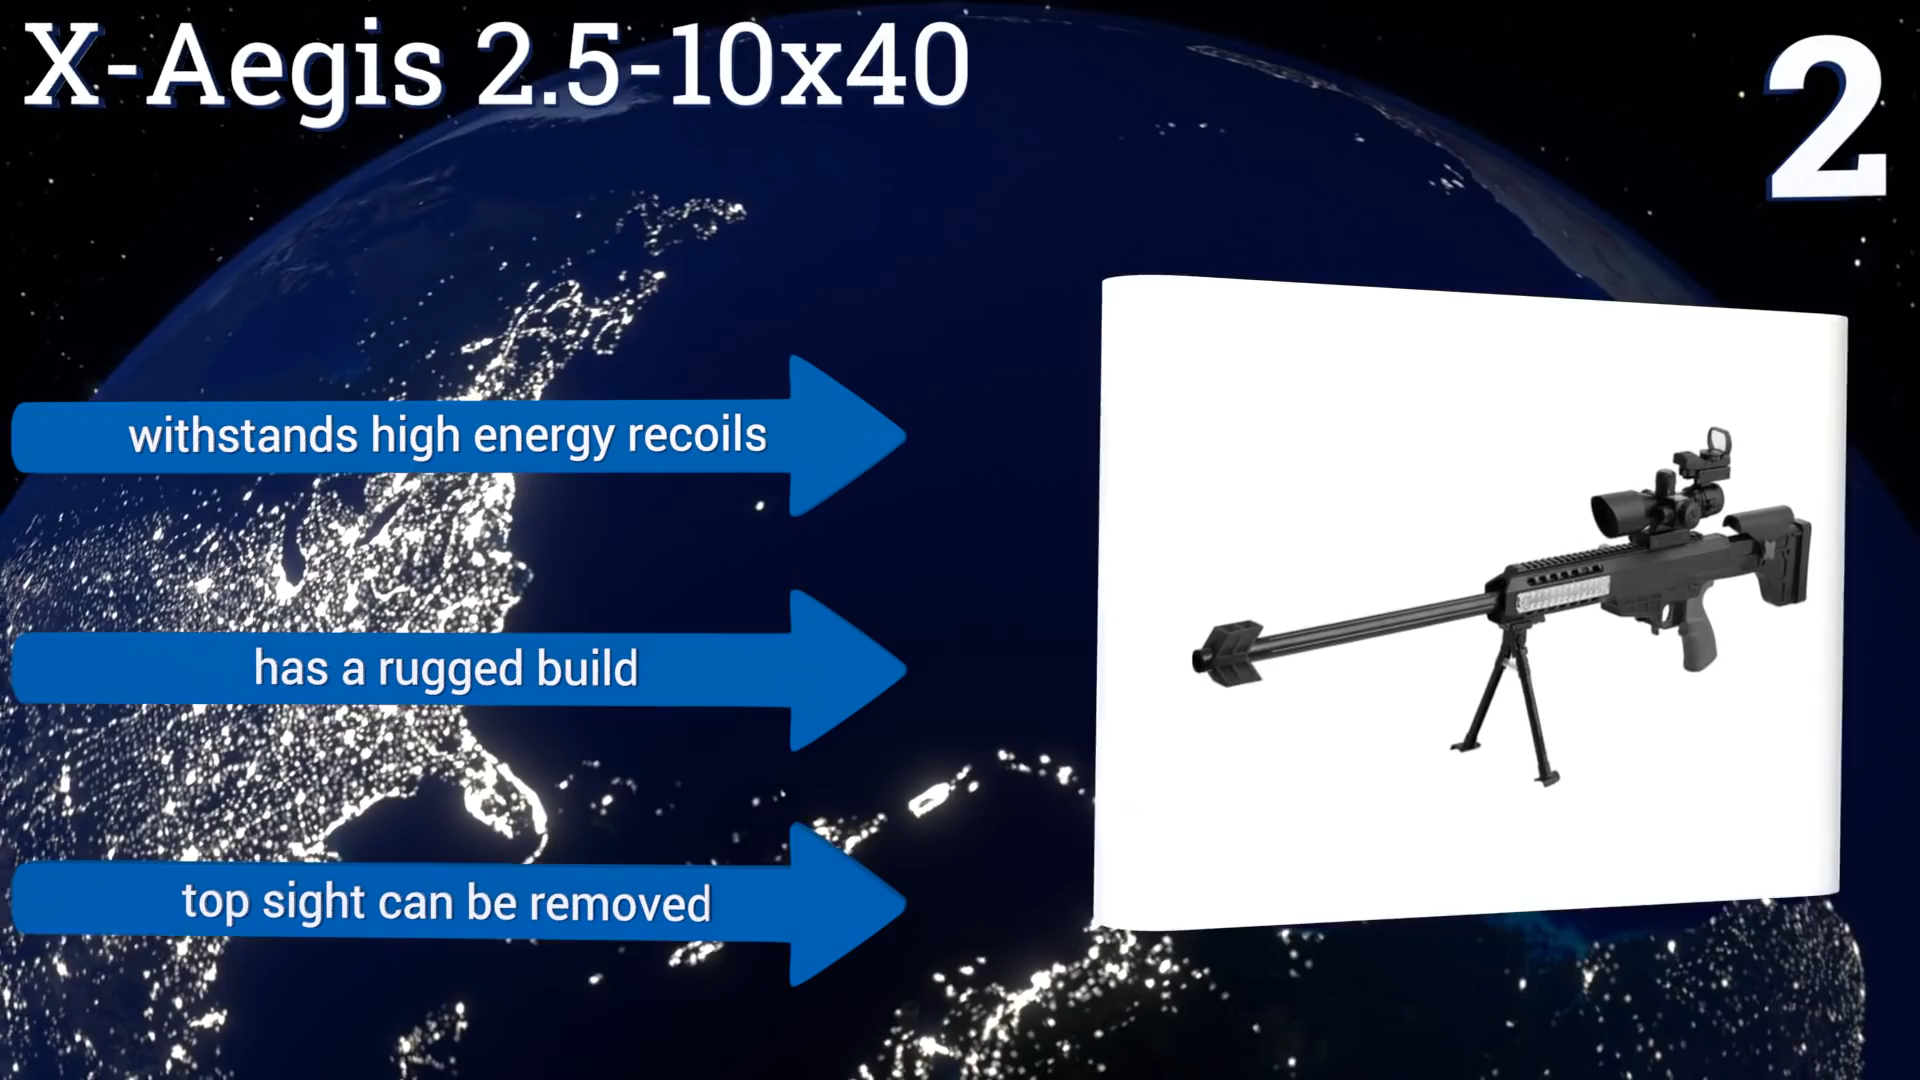 X-Aegis 2.5-10x40
2
withstands high energy recoils
has a rugged build
top sight can be removed